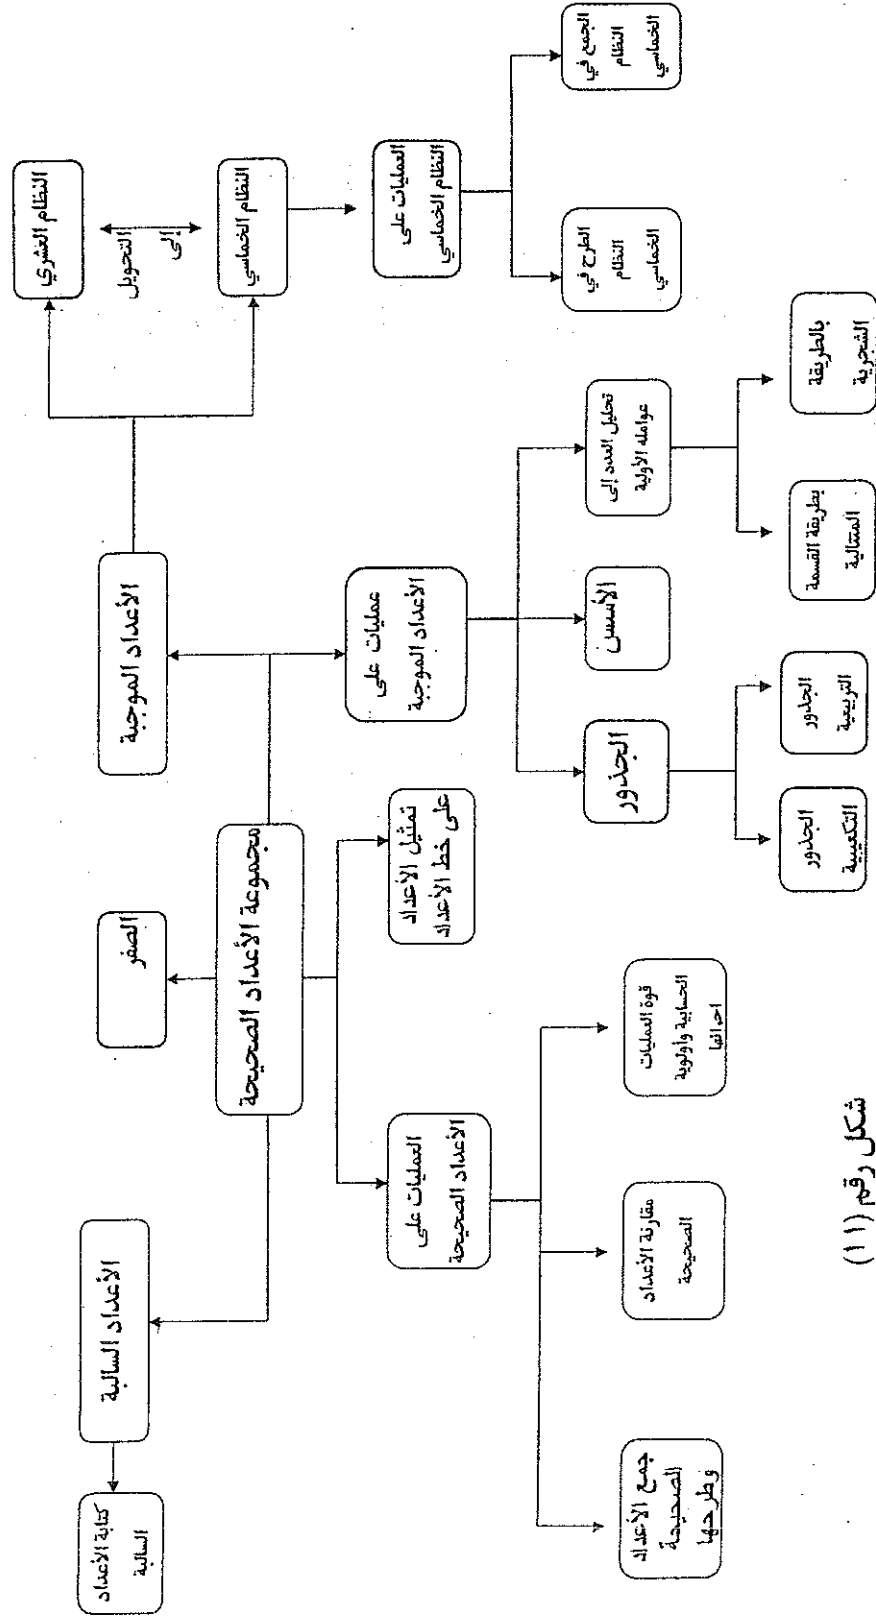 النظام العشري
التحويل
إلى
النظام الخماسي
العمليات على
النظام الخماسي
الجمع في
النظام
الخماسي
الطرح في
النظام
الخماسي
الأعداد الموجبة
عمليات على
الأعداد الموجبة
تحليل العدد إلى
عوامله الأولية
بالطريقة
الشجرية
بطريقة القسمة
المتتالية
الأسس
الجذور
الجذور
التربيعية
الجذور
التكعيبية
الصفر
مجموعة الأعداد الصحيحة
تمثيل الأعداد
على خط الأعداد
العمليات على
الأعداد الصحيحة
قوة العمليات
الحسابية وأولوية
اجرائها
مقارنة الأعداد
الصحيحة
جمع الأعداد
الصحيحة
وطرحها
الأعداد السالبة
كتابة الأعداد
السالبة
شكل رقم (١١)